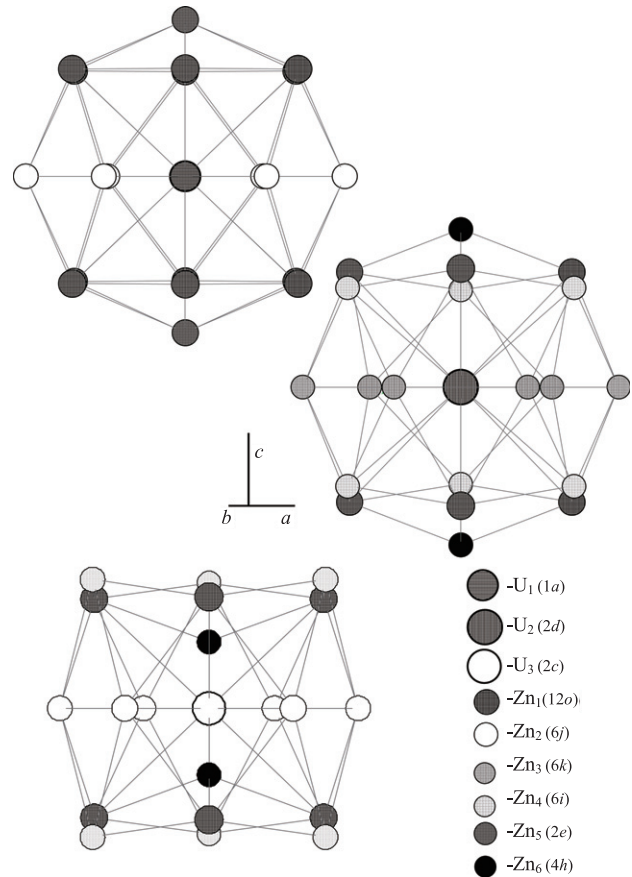 c
b a
-U₁ (1a)
-U₂ (2d)
-U₃ (2c)
-Zn₁(12o)
-Zn₂ (6j)
-Zn₃ (6k)
-Zn₄ (6i)
-Zn₅ (2e)
-Zn₆ (4h)